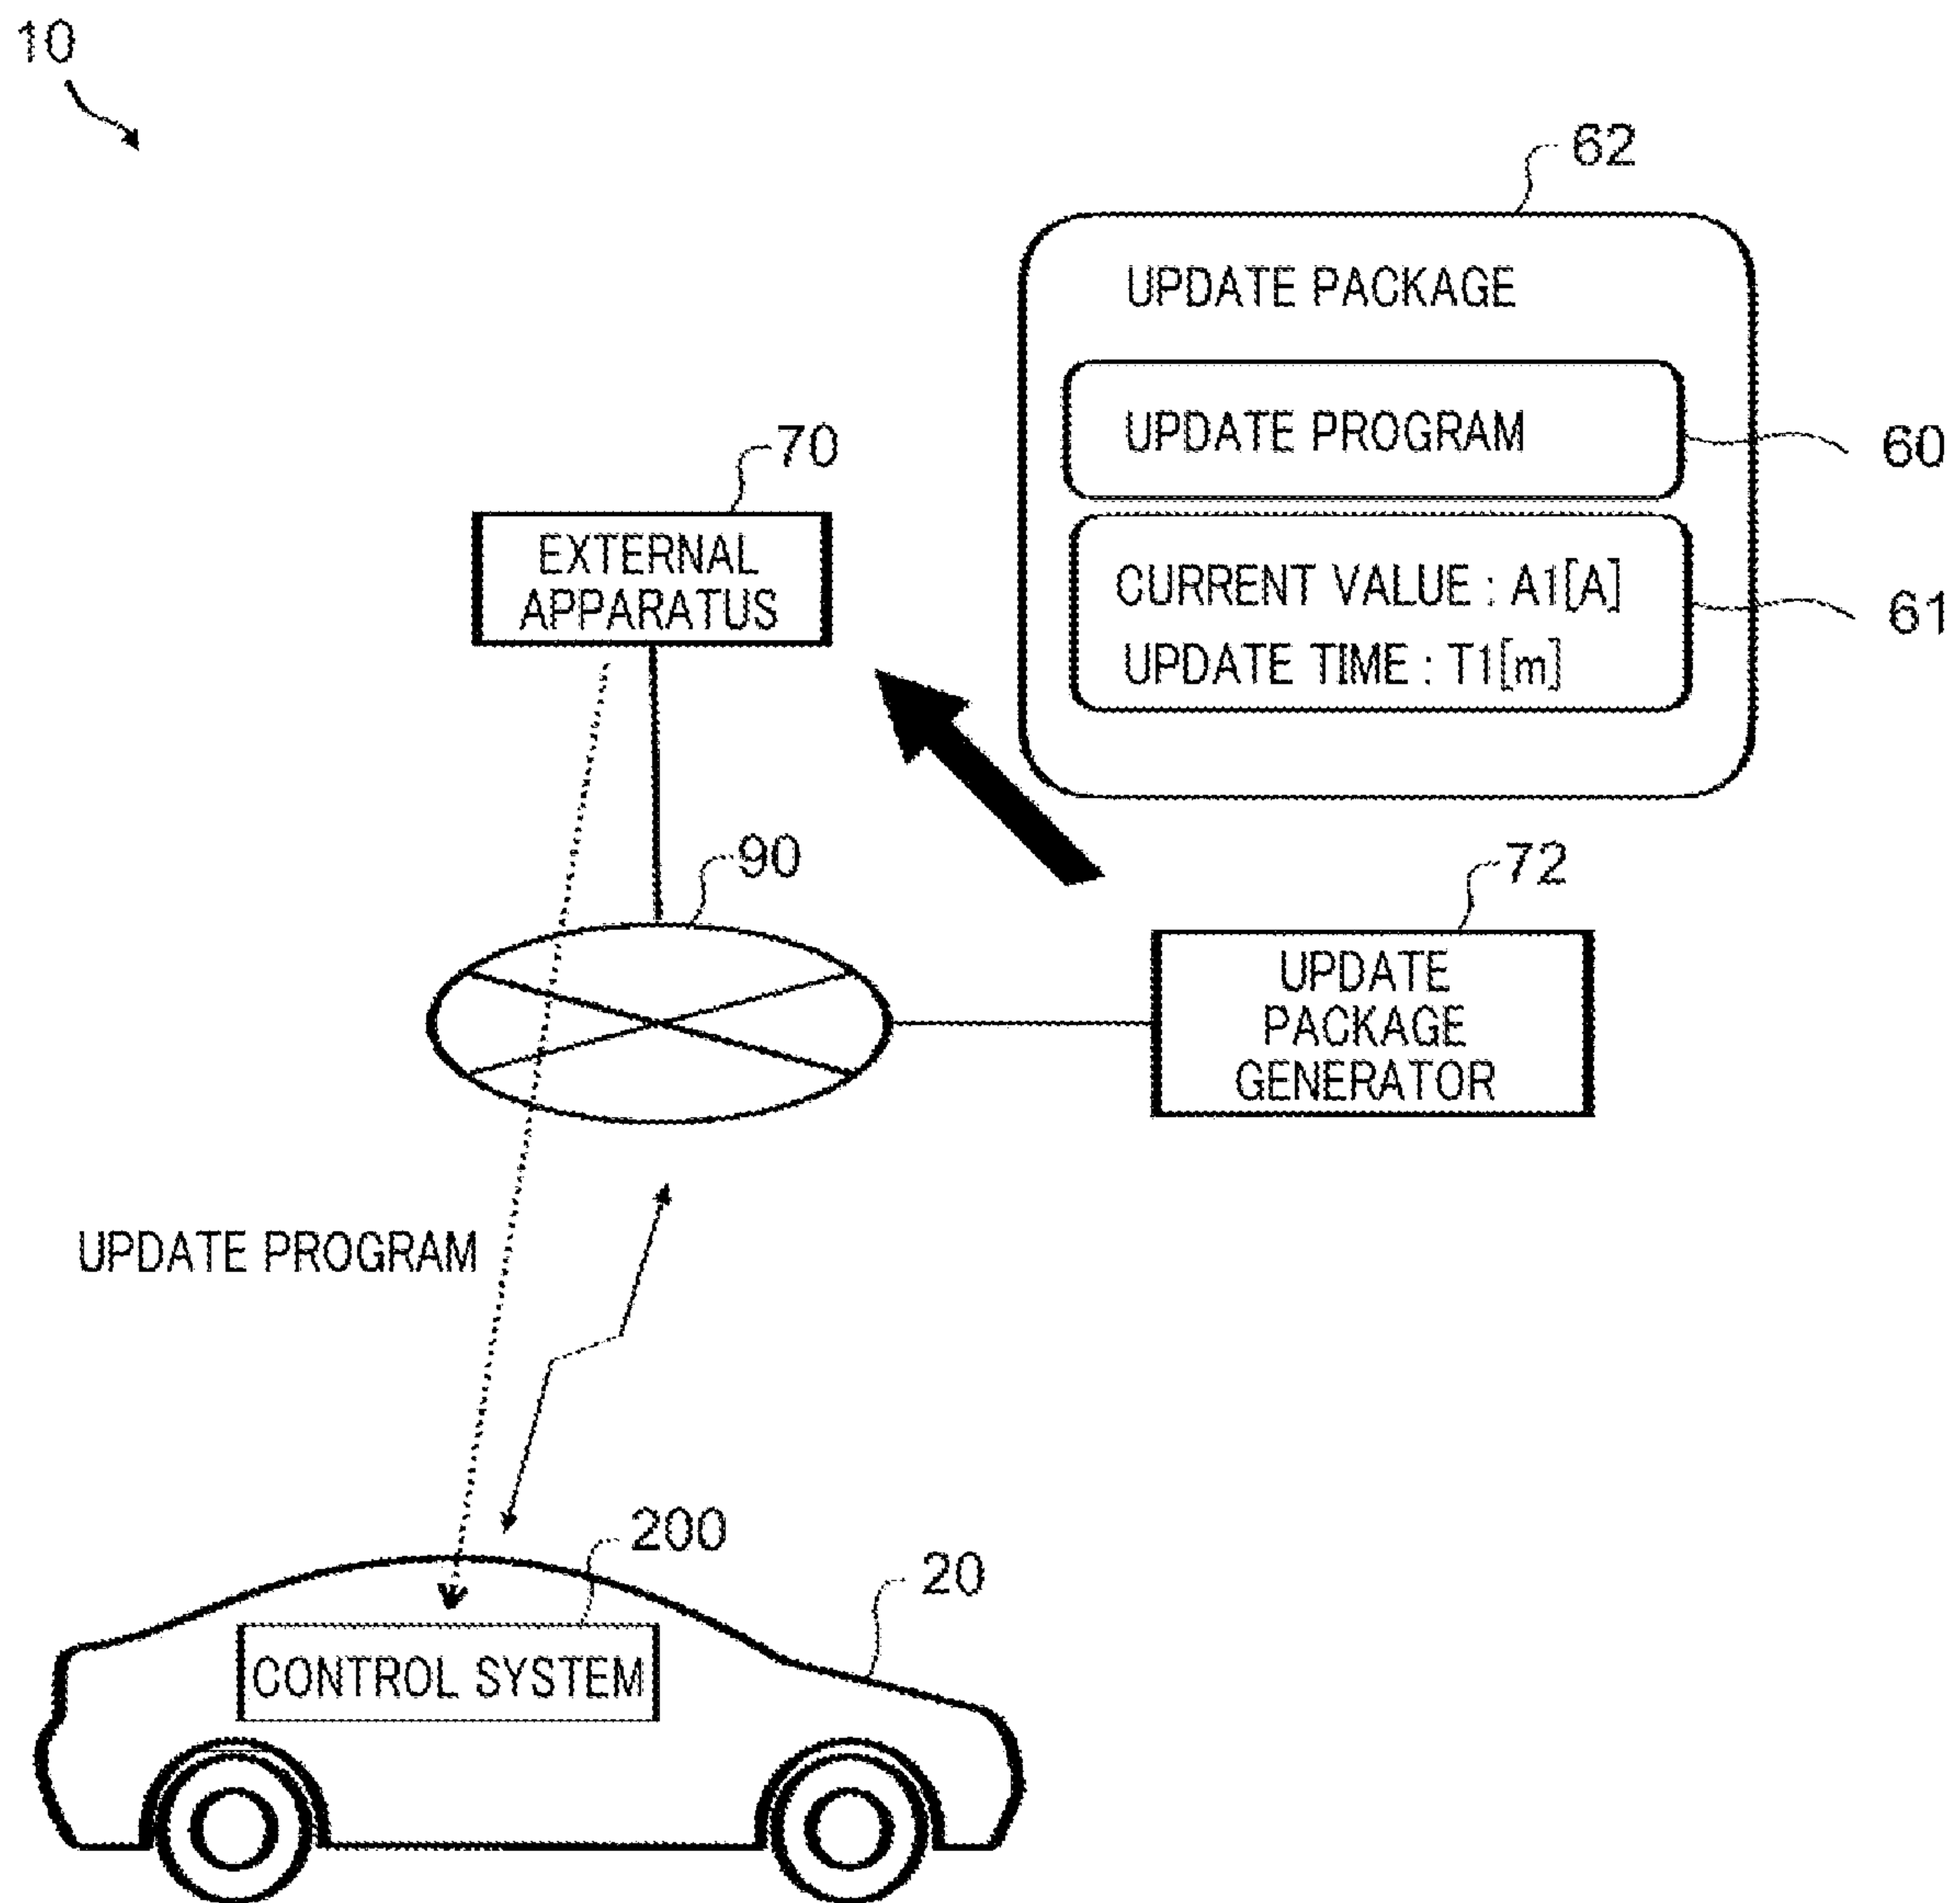 10
62
UPDATE PACKAGE
UPDATE PROGRAM
60
CURRENT VALUE : A1[A]
UPDATE TIME : T1[m]
61
70
EXTERNAL
APPARATUS
90
72
UPDATE
PACKAGE
GENERATOR
UPDATE PROGRAM
200
20
CONTROL SYSTEM